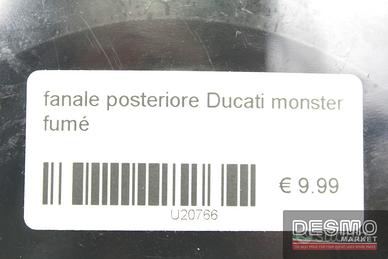 fanale posteriore Ducati monster
fumé
€ 9.99
U20766
DESMO
MARKET